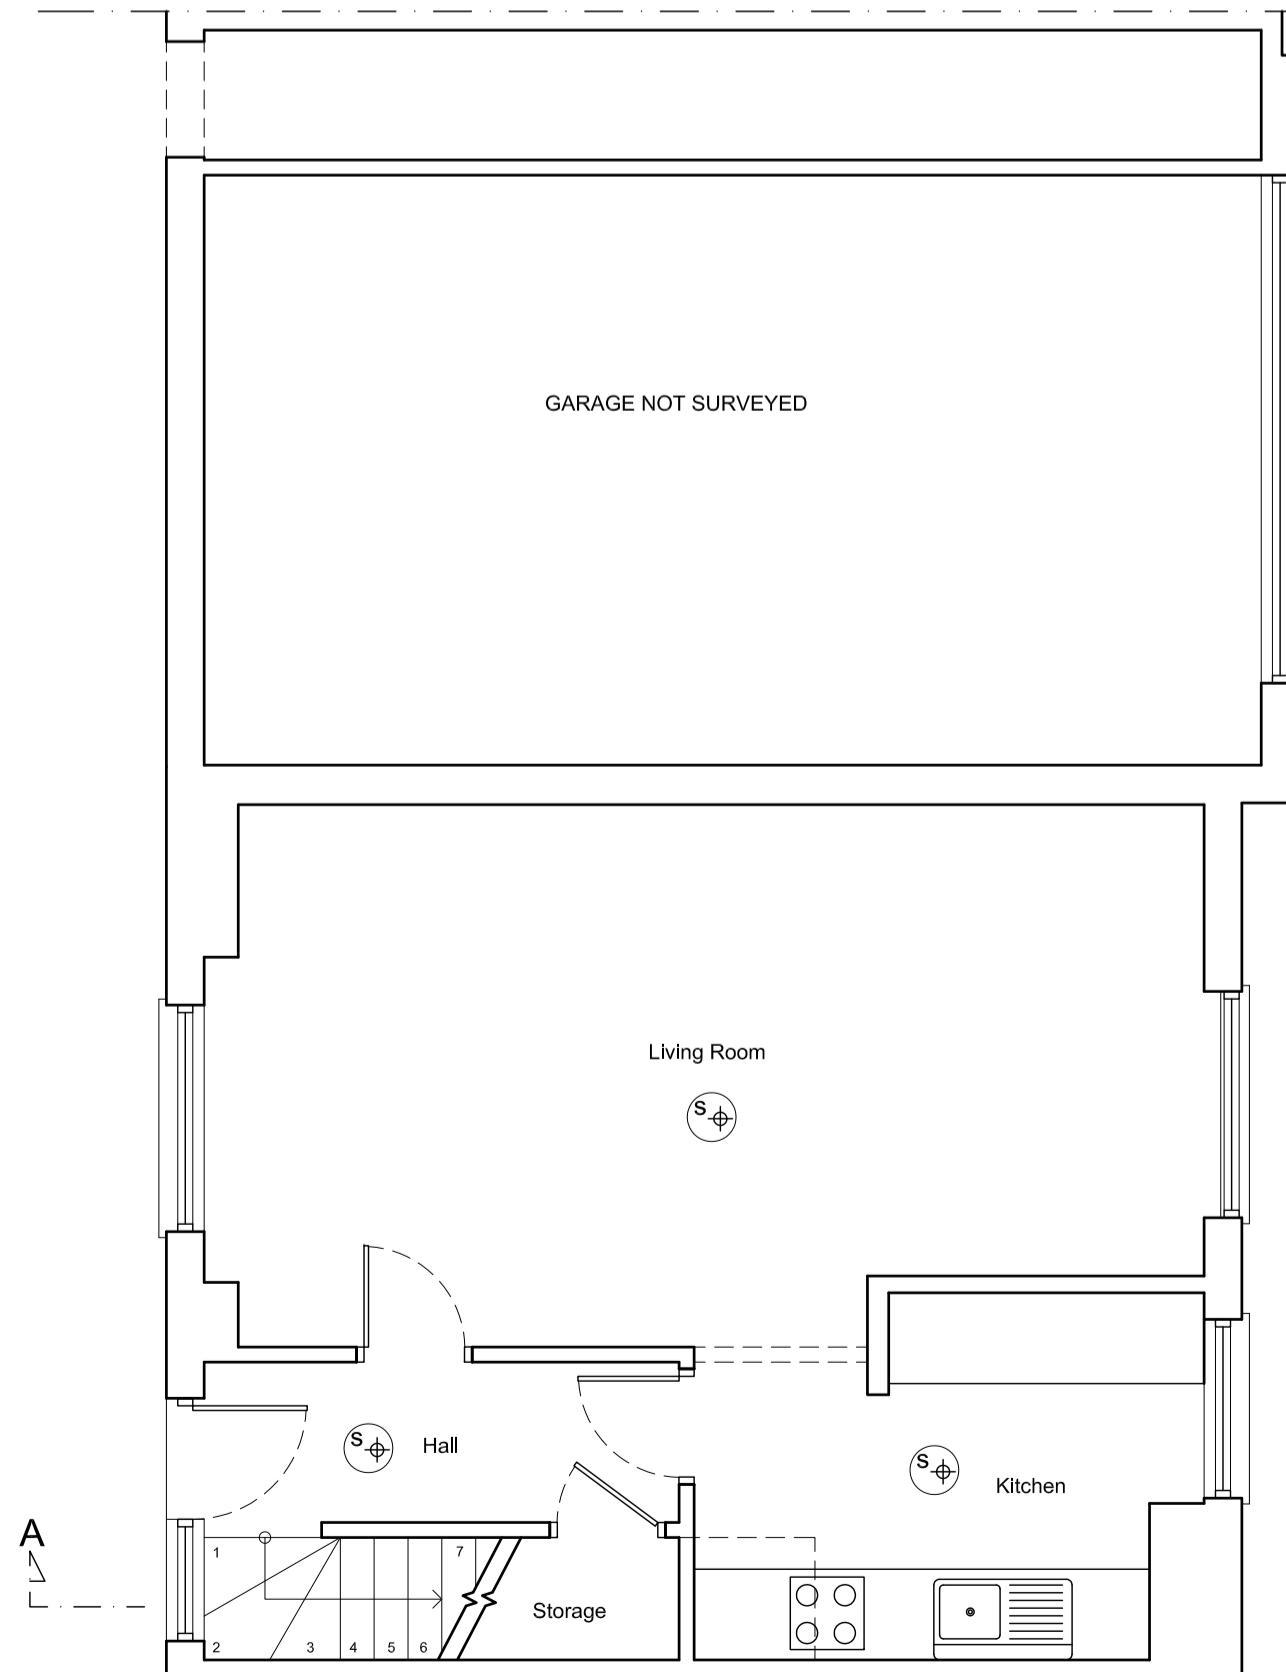 GARAGE NOT SURVEYED
Living Room
S
S
Hall
S
Kitchen
A
1
7
Storage
2
3
4
5
6